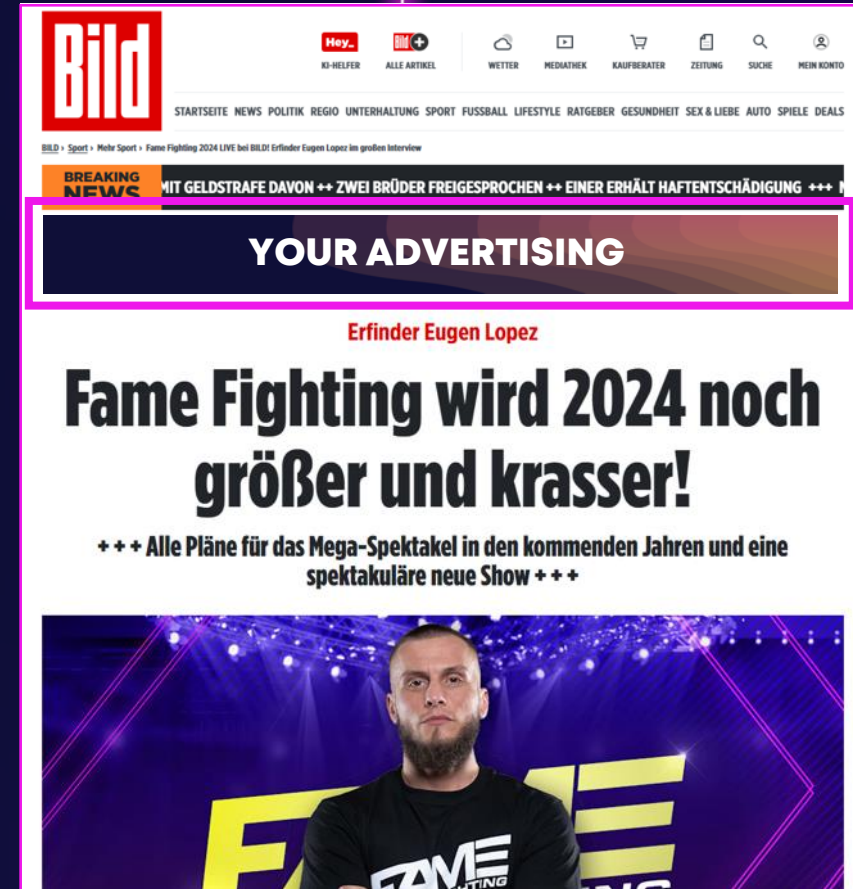 Bild
Hey_
Bild +
KI-HELFER ALLE ARTIKEL WETTER MEDIATHEK KAUFBERATER ZEITUNG SUCHE MEIN KONTO
STARTSEITE NEWS POLITIK REGIO UNTERHALTUNG SPORT FUSSBALL LIFESTYLE RATGEBER GESUNDHEIT SEX & LIEBE AUTO SPIELE DEALS
BILD › Sport › Mehr Sport › Fame Fighting 2024 LIVE bei BILD! Erfinder Eugen Lopez im großen Interview
BREAKING
NEWS
MIT GELDSTRAFE DAVON ++ ZWEI BRÜDER FREIGESPROCHEN ++ EINER ERHÄLT HAFTENTSCHÄDIGUNG +++
YOUR ADVERTISING
Erfinder Eugen Lopez
Fame Fighting wird 2024 noch
größer und krasser!
+ + + Alle Pläne für das Mega-Spektakel in den kommenden Jahren und eine
spektakuläre neue Show + + +
FAME
FAME